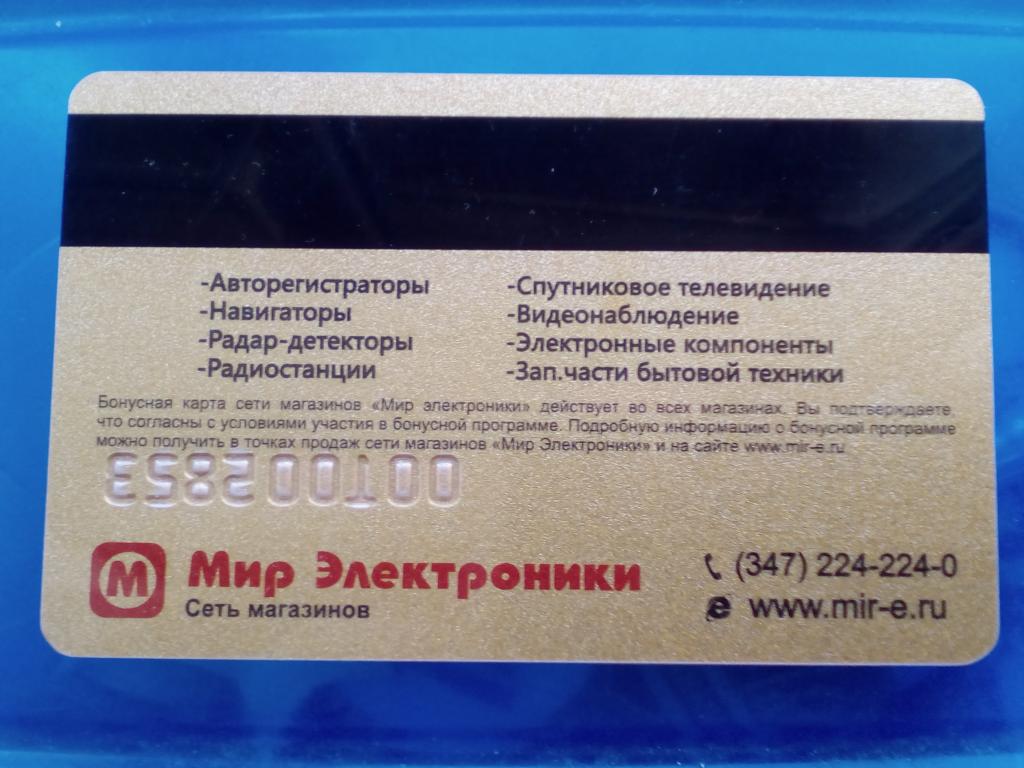 -Авторегистраторы
-Навигаторы
-Радар-детекторы
-Радиостанции
-Спутниковое телевидение
-Видеонаблюдение
-Электронные компоненты
-Зап.части бытовой техники
Бонусная карта сети магазинов «Мир электроники» действует во всех магазинах. Вы подтверждаете,
что согласны с условиями участия в бонусной программе. Подробную информацию о бонусной программе
можно получить в точках продаж сети магазинов «Мир Электроники» и на сайте www.mir-e.ru
М Мир Электроники
Сеть магазинов
(347) 224-224-0
www.mir-e.ru